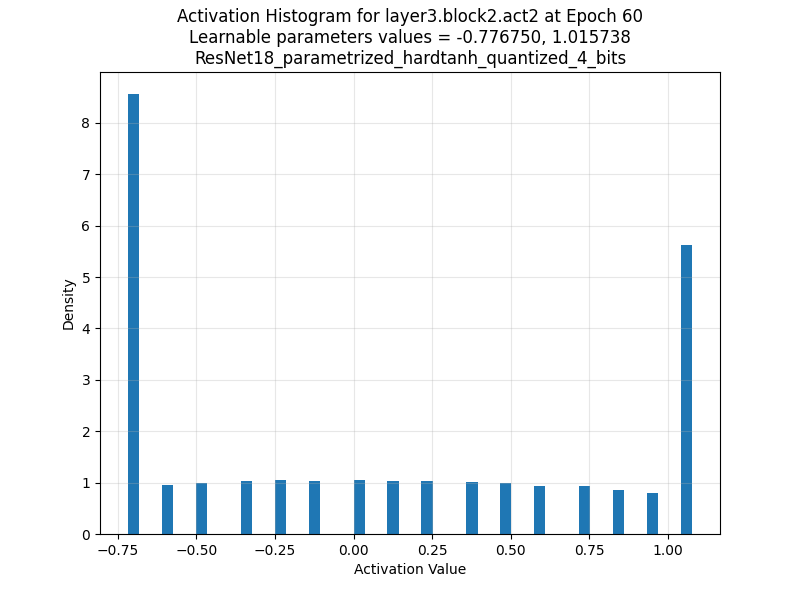 Activation Histogram for layer3.block2.act2 at Epoch 60
Learnable parameters values = -0.776750, 1.015738
ResNet18_parametrized_hardtanh_quantized_4_bits
8
7
6
5
4
3
2
1
0
Density
−0.75 −0.50 −0.25 0.00 0.25 0.50 0.75 1.00
Activation Value